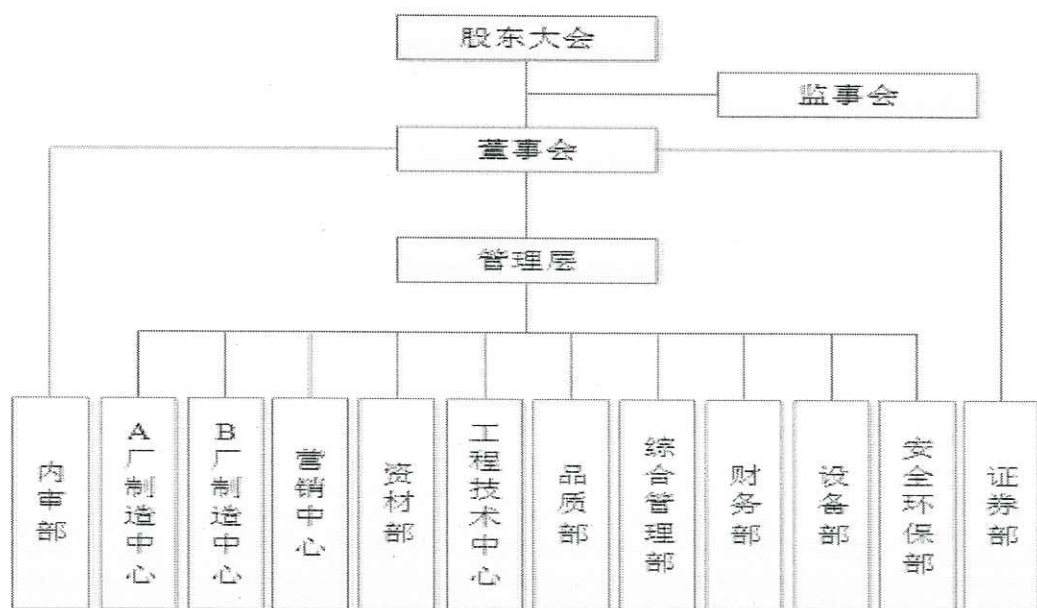 股东大会
监事会
董事会
管理层
内审部
A厂制造中心
B厂制造中心
营销中心
资材部
工程技术中心
品质部
综合管理部
财务部
设备部
安全环保部
证券部